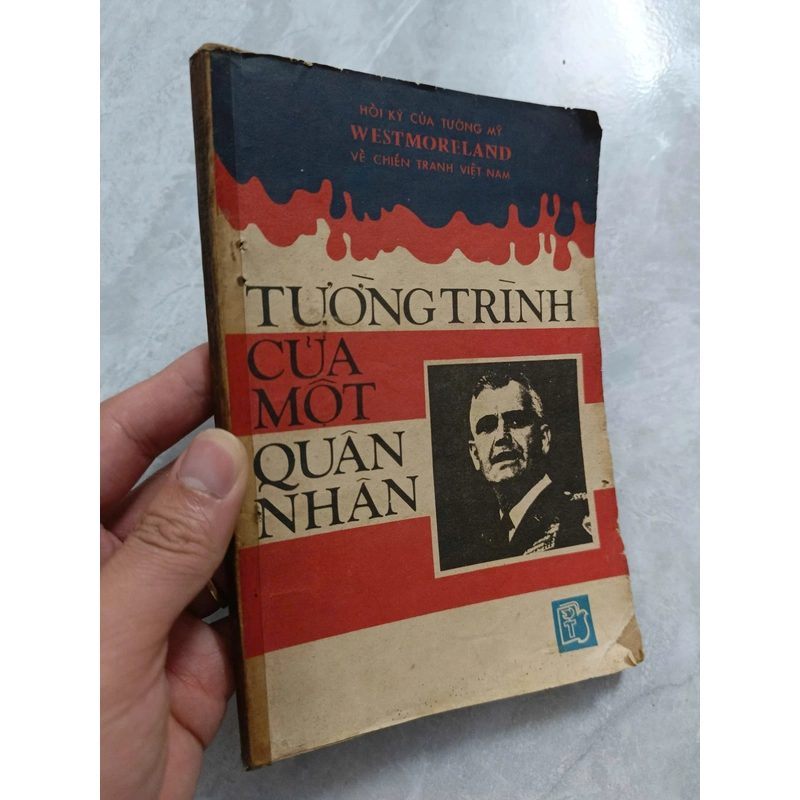 HỒI KÝ CỦA TƯỚNG MỸ
WESTMORELAND
VỀ CHIẾN TRANH VIỆT NAM
TƯỜNG TRÌNH
CỦA
MỘT
QUÂN
NHÂN